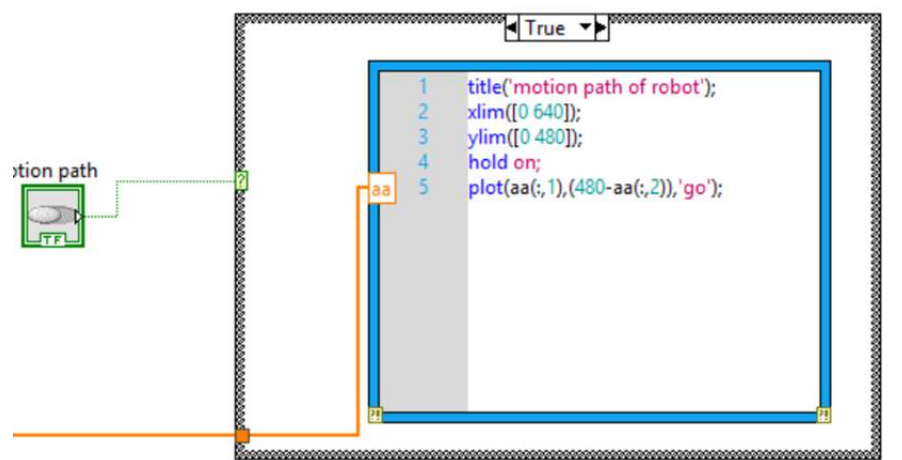 True
1 title('motion path of robot');
2 xlim([0 640]);
3 ylim([0 480]);
4 hold on;
5 plot(aa(:,1),(480-aa(:,2)),'go');
otion path
?
aa
TF